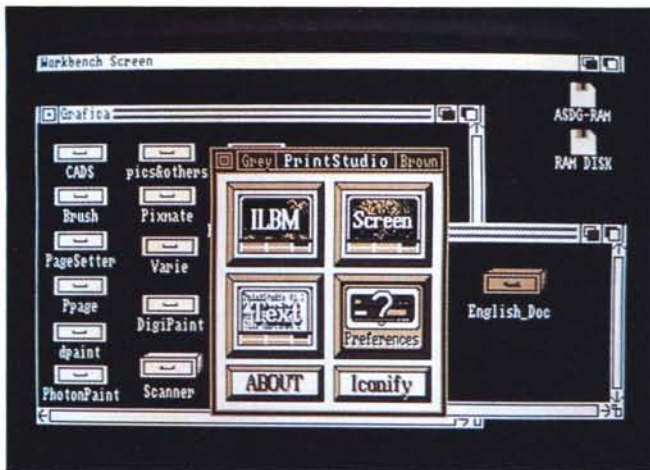 Workbench Screen
ASDG-RAM
RAM DISK
Grafica
CADS
pics&others
Brush
Pixmate
PageSetter
Varie
Ppage
DigiPaint
dpaint
PhotonPaint
Scanner
Grey PrintStudio Brown
ILBM
Screen
Text
Preferences
ABOUT
Iconify
English_Doc